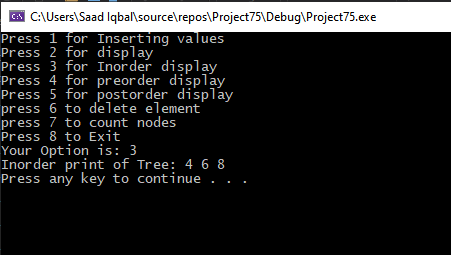 C:\Users\Saad Iqbal\source\repos\Project75\Debug\Project75.exe
Press 1 for Inserting values
Press 2 for display
Press 3 for Inorder display
Press 4 for preorder display
Press 5 for postorder display
press 6 to delete element
press 7 to count nodes
Press 8 to Exit
Your Option is: 3
Inorder print of Tree: 4 6 8
Press any key to continue . . .